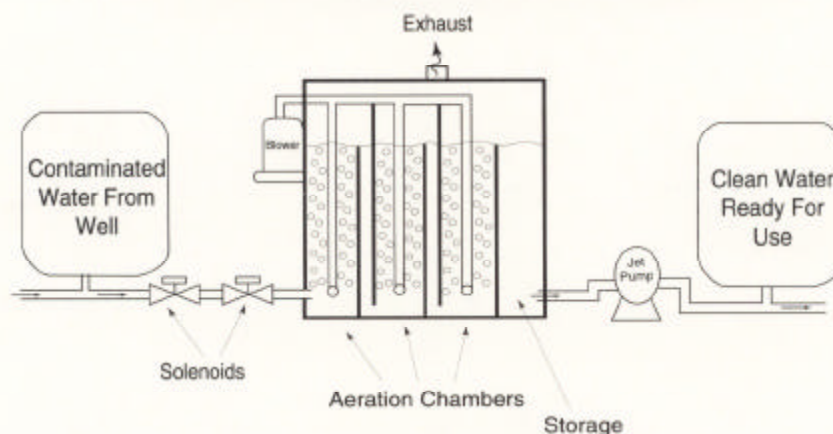 Exhaust
Contaminated
Water From
Well
Blower
Clean Water
Ready For
Use
Jet
Pump
Solenoids
Aeration Chambers
Storage